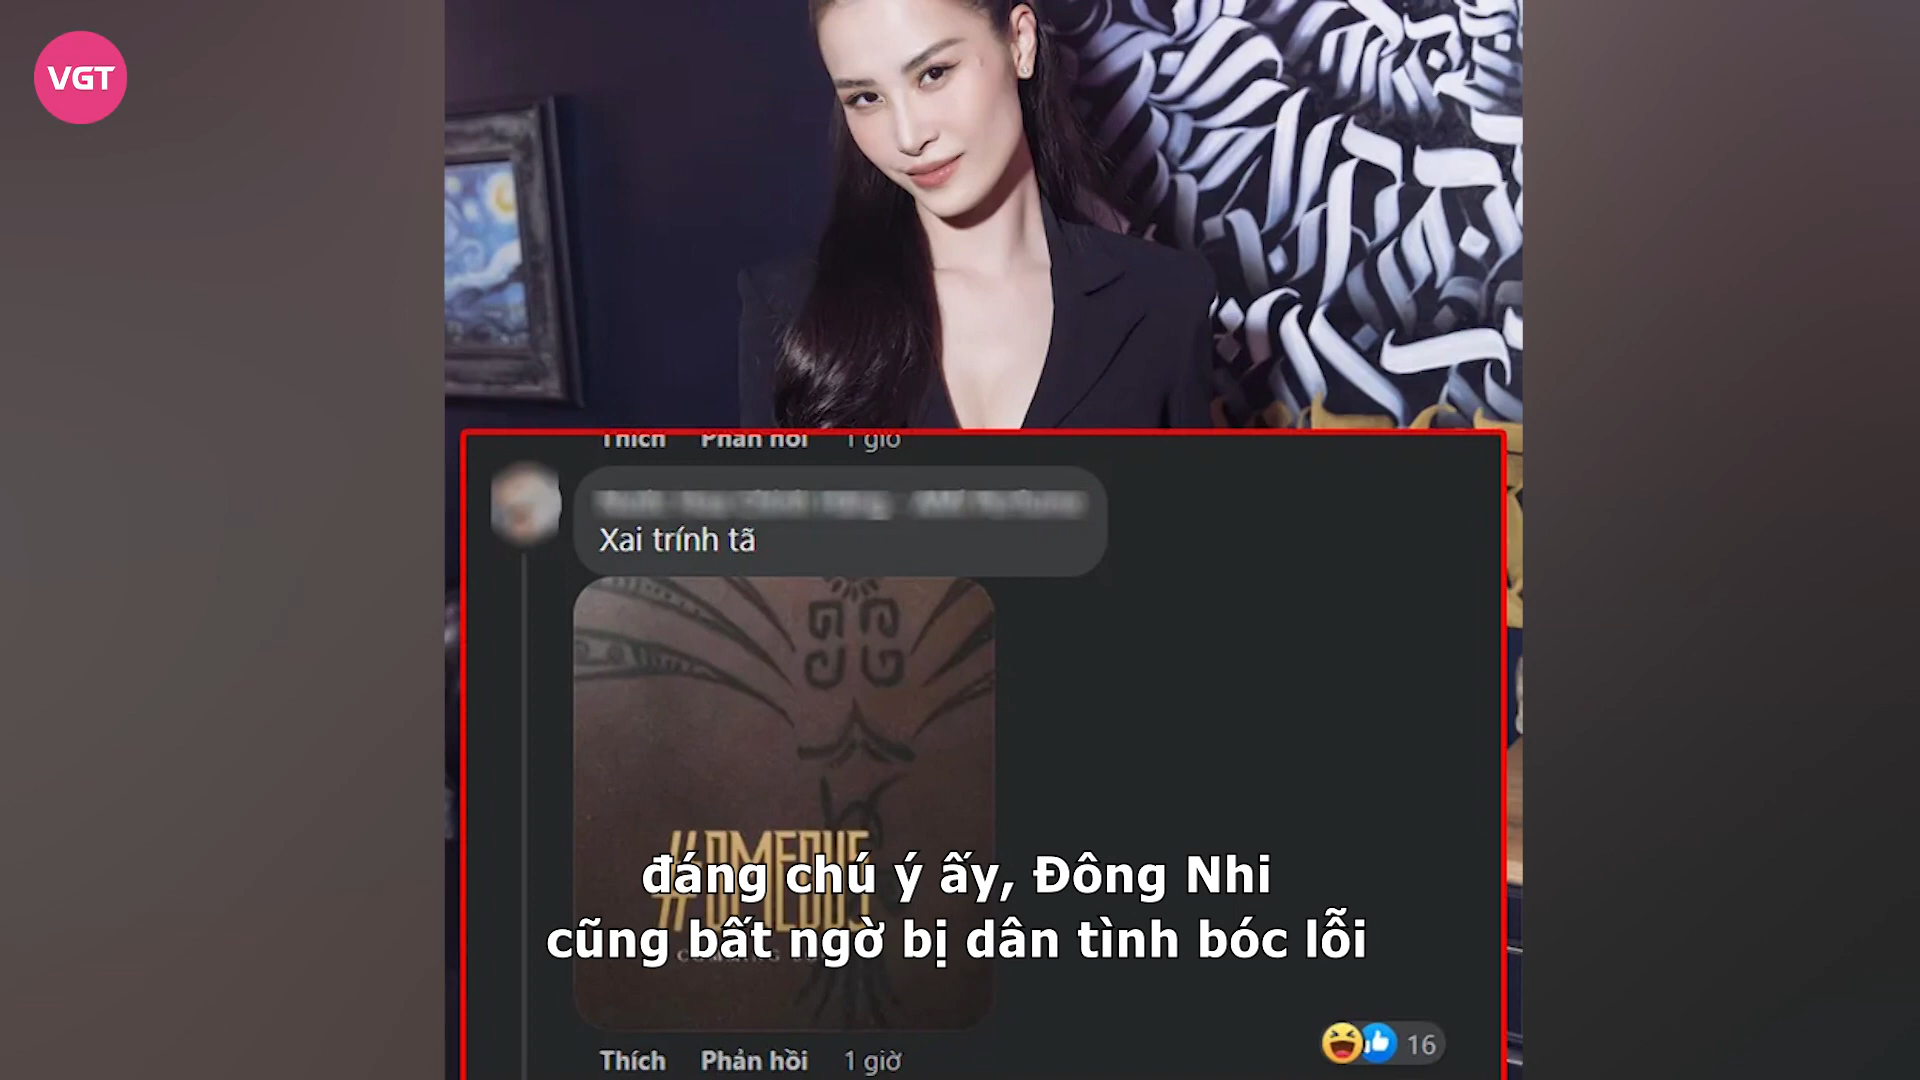 VGT
Thích Phản hồi 1 giờ
Xai trính tã
đáng chú ý ấy, Đông Nhi
cũng bất ngờ bị dân tình bóc lỗi
Thích Phản hồi 1 giờ
16